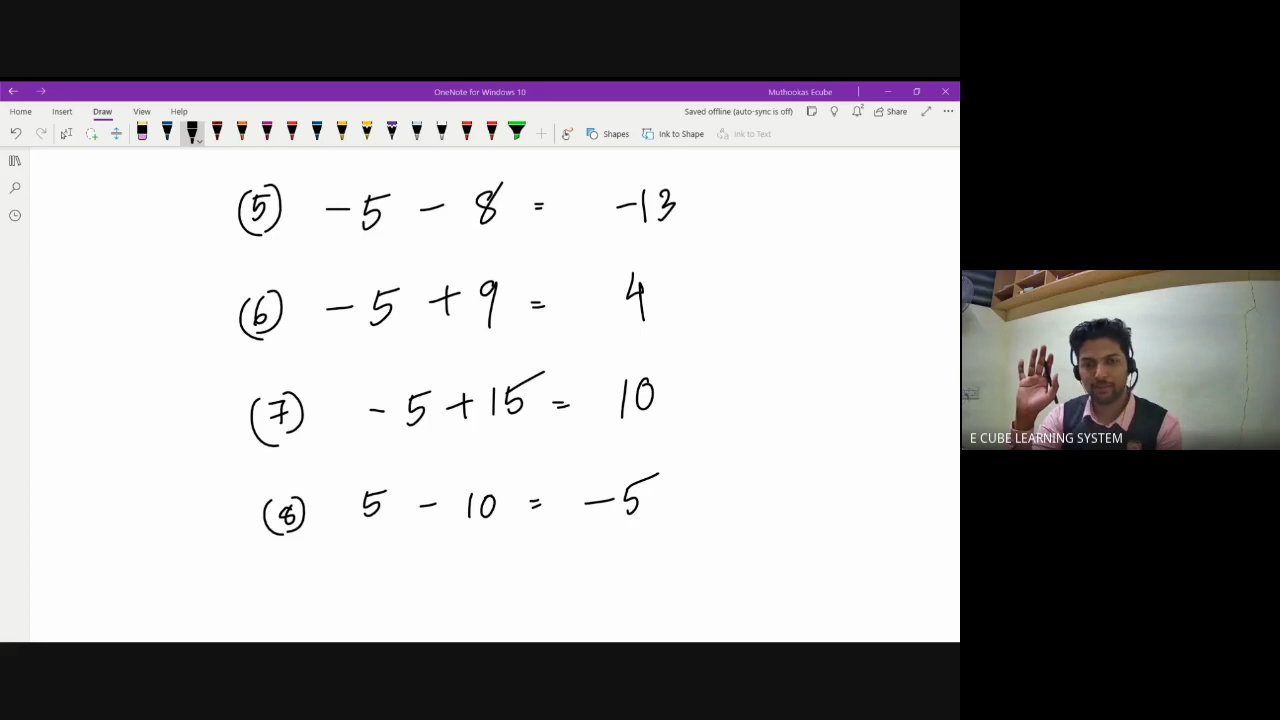 OneNote for Windows 10
Muthookas Ecube
Home Insert Draw View Help
Saved offline (auto-sync is off)
Share
Shapes
Ink to Shape
Ink to Text
(5) -5 - 8 = -13
(6) -5 + 9 = 4
(7) -5 + 15 = 10
(8) 5 - 10 = -5
E CUBE LEARNING SYSTEM